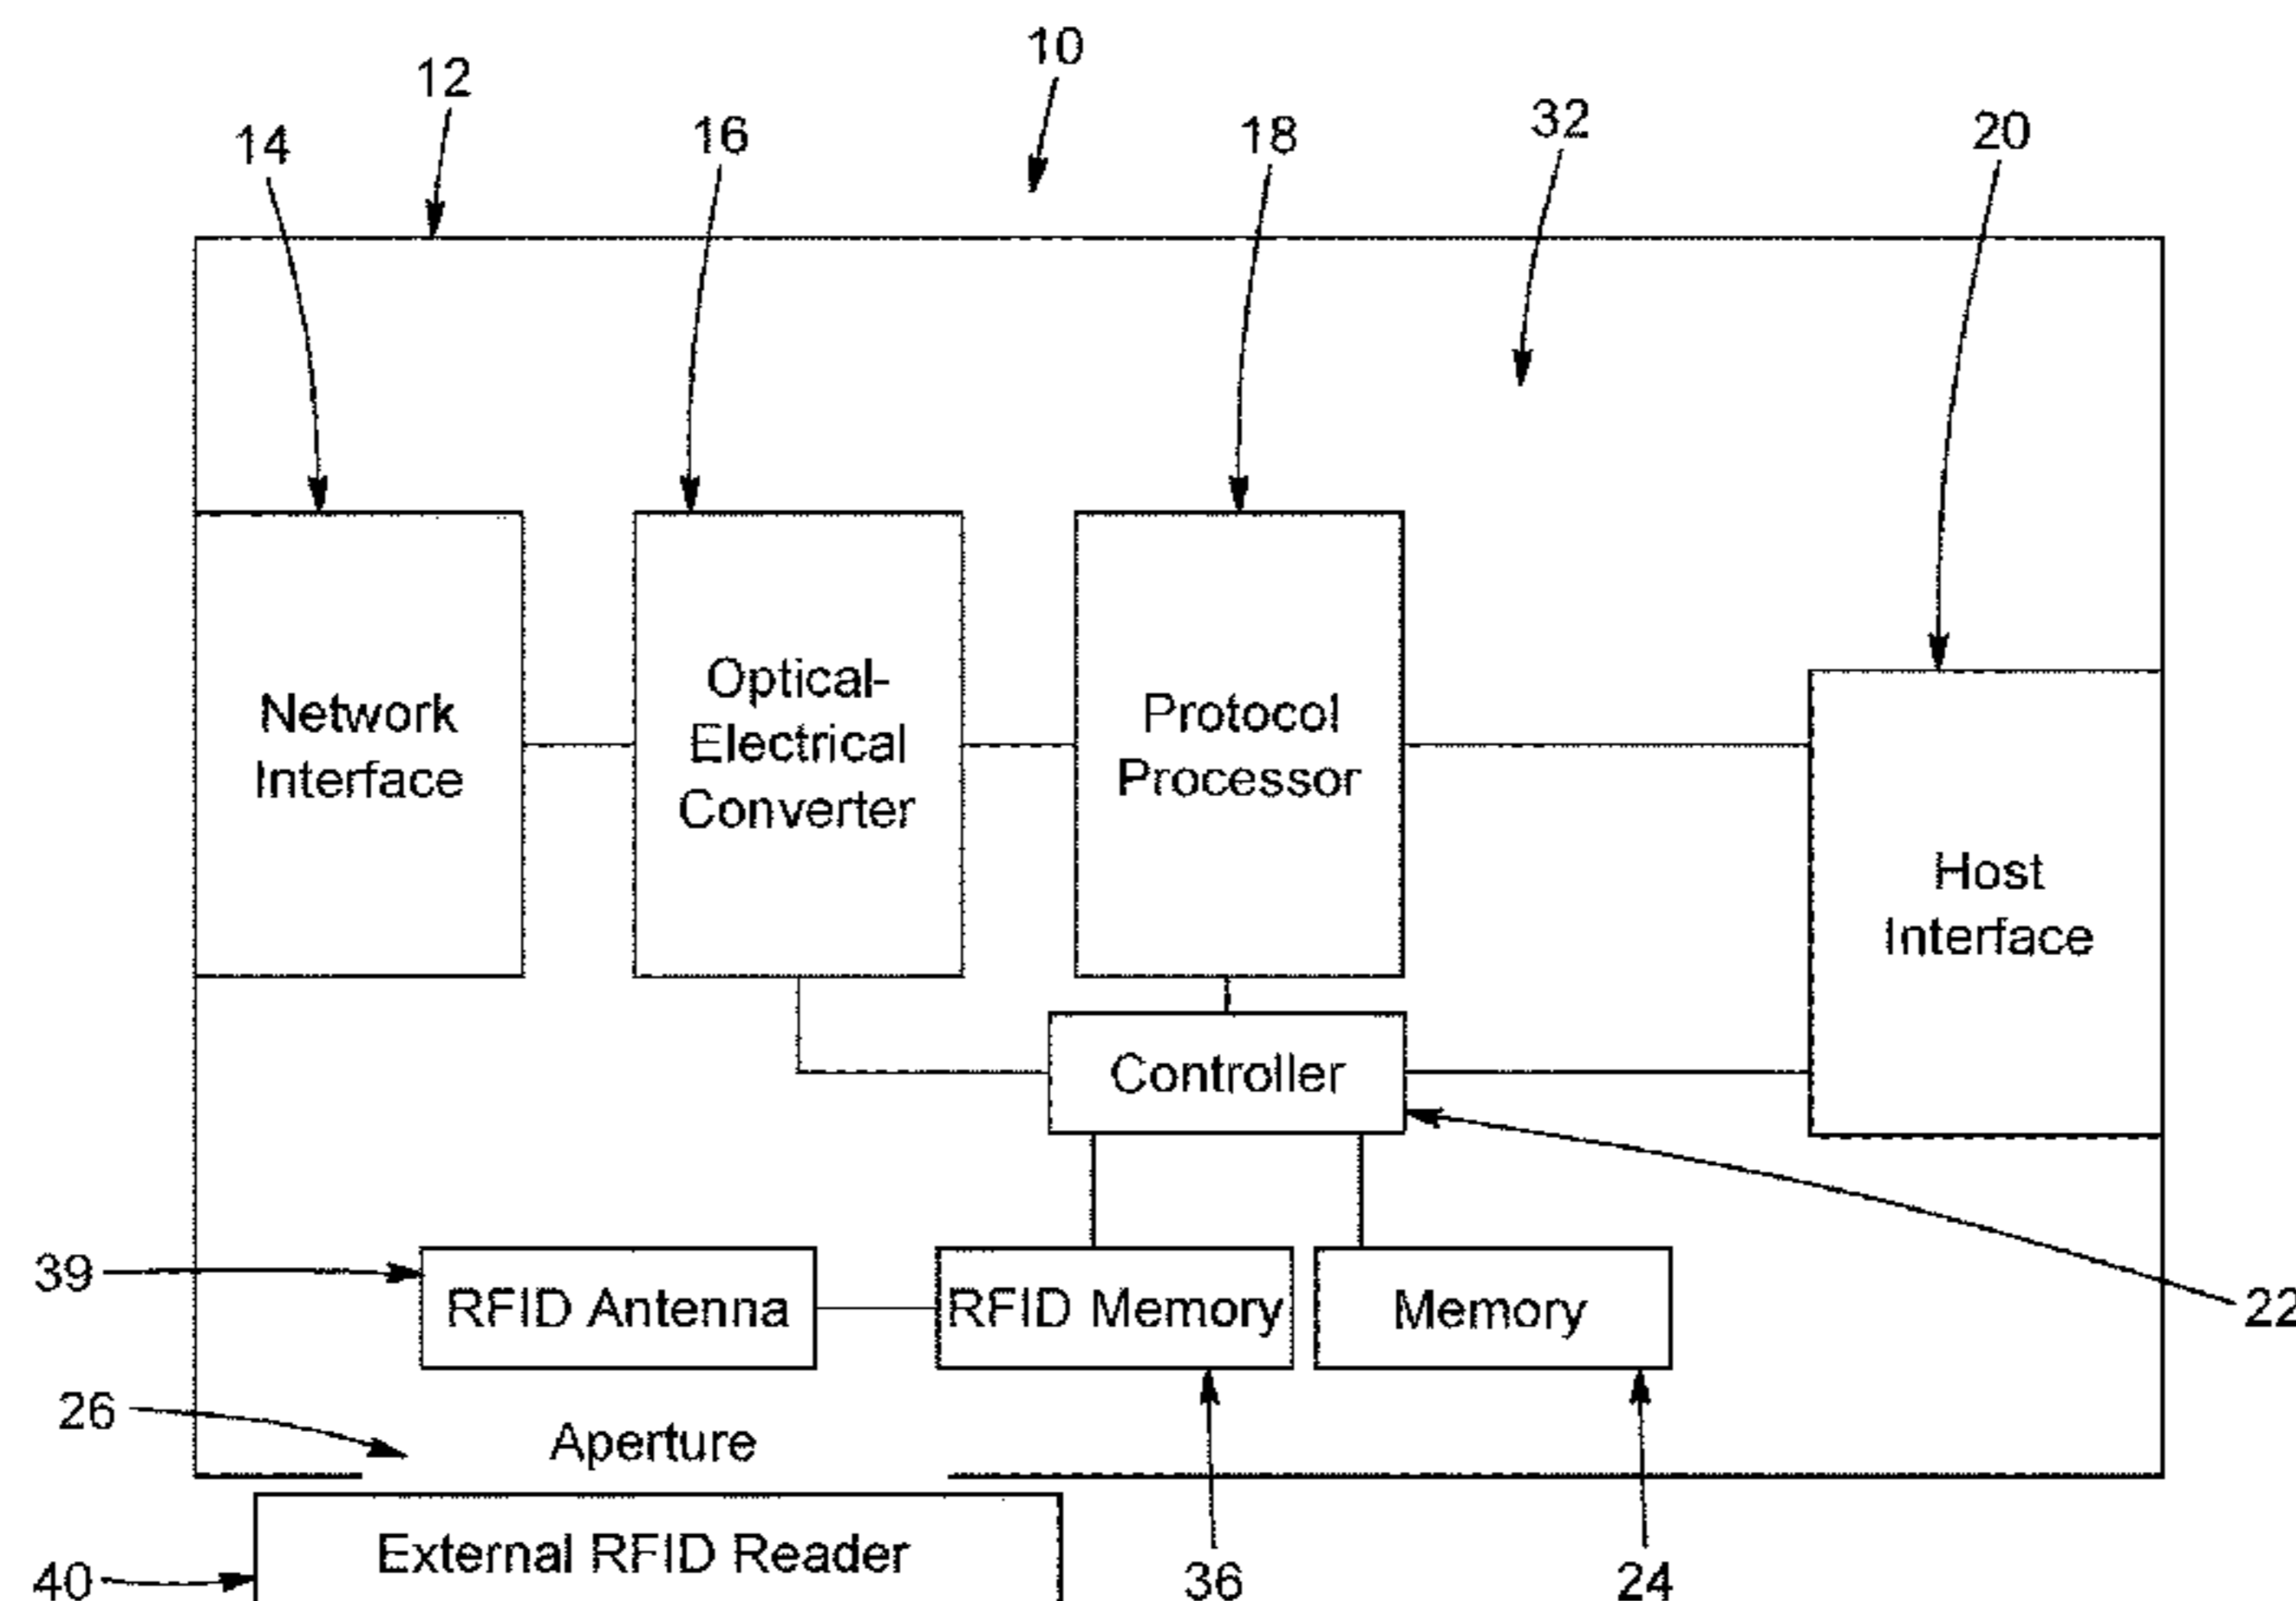 10
12
32
14
16
18
20
Network
Interface
Optical-
Electrical
Converter
Protocol
Processor
Host
Interface
Controller
39
RFID Antenna
RFID Memory
Memory
22
26
Aperture
External RFID Reader
40
36
24